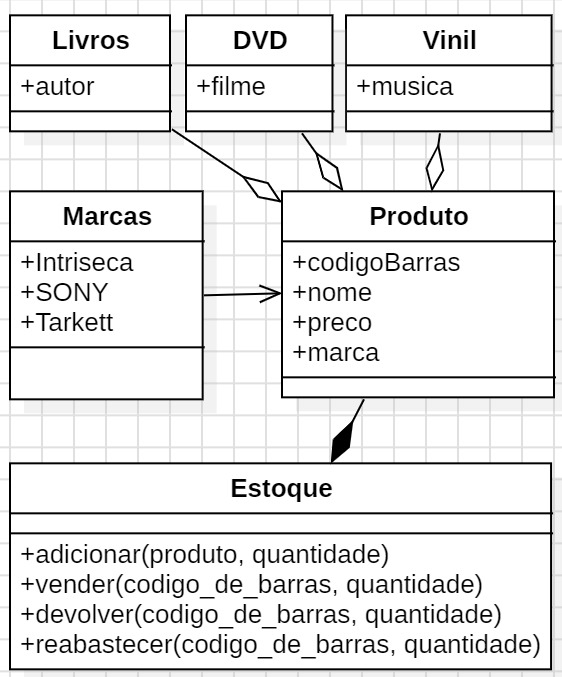 Livros
+autor
DVD
+filme
Vinil
+musica
Marcas
+Intriseca
+SONY
+Tarkett
Produto
+codigoBarras
+nome
+preco
+marca
Estoque
+adicionar(produto, quantidade)
+vender(codigo_de_barras, quantidade)
+devolver(codigo_de_barras, quantidade)
+reabastecer(codigo_de_barras, quantidade)